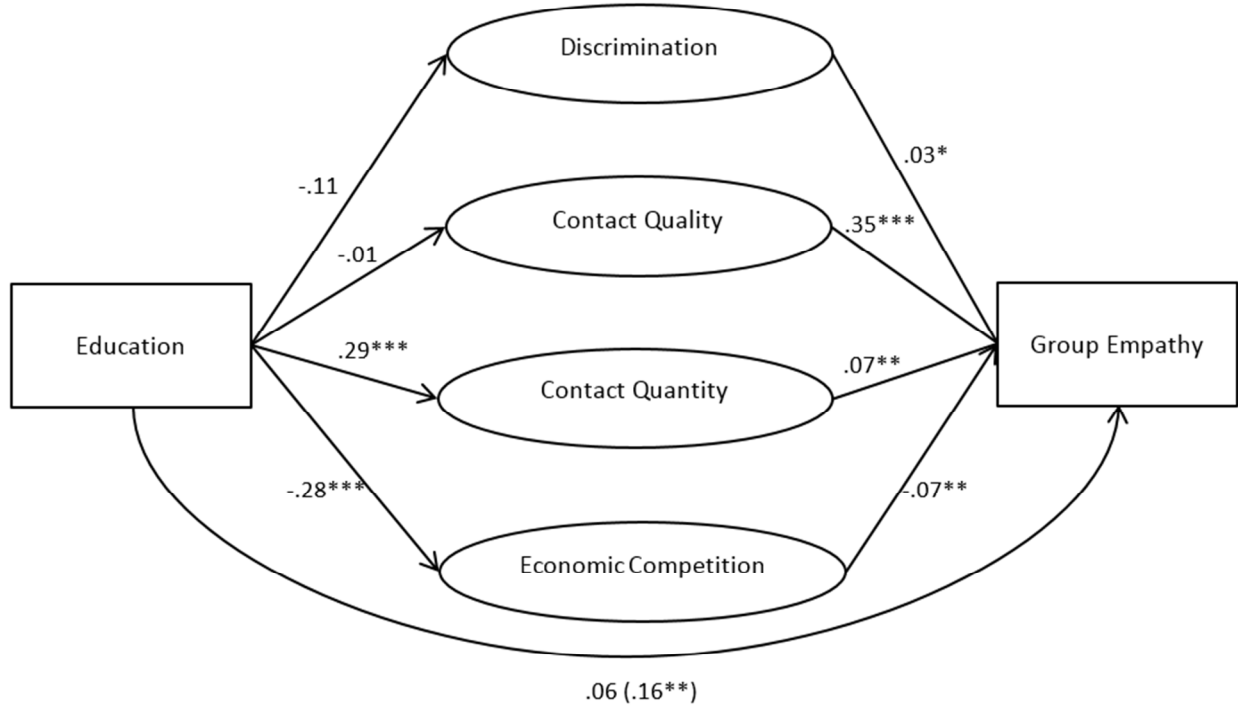 Discrimination
.03*
-.11
Contact Quality
.35***
-.01
Education
.29***
Contact Quantity
.07**
Group Empathy
-.28***
-.07**
Economic Competition
.06 (.16**)